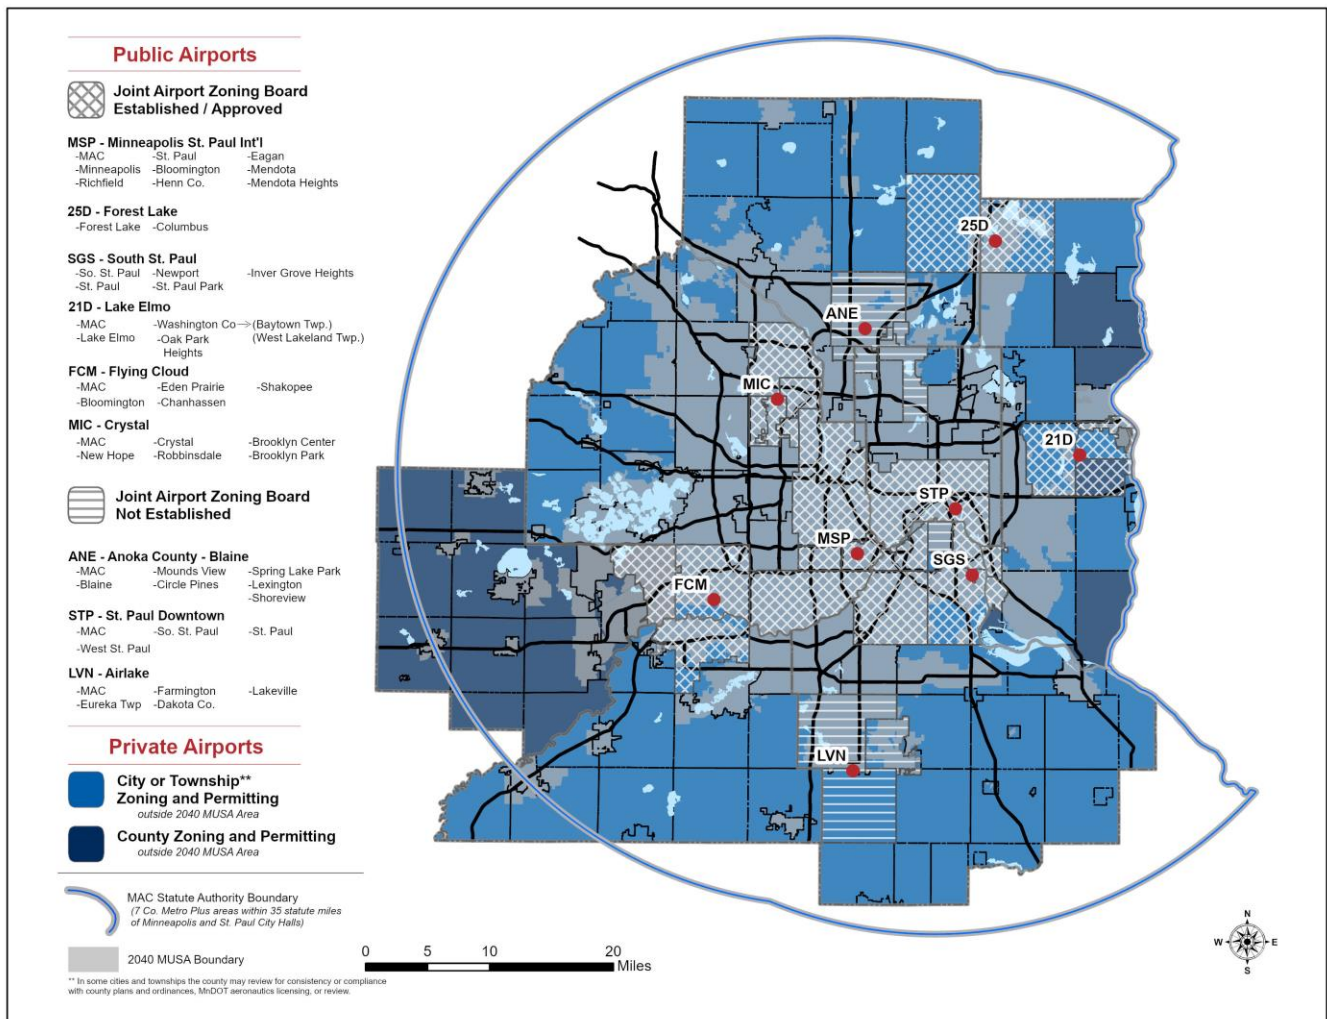 Public Airports
Joint Airport Zoning Board
Established / Approved
MSP - Minneapolis St. Paul Int'l
-MAC -St. Paul -Eagan
-Minneapolis -Bloomington -Mendota
-Richfield -Henn Co. -Mendota Heights
25D - Forest Lake
-Forest Lake -Columbus
SGS - South St. Paul
-So. St. Paul -Newport -Inver Grove Heights
-St. Paul -St. Paul Park
21D - Lake Elmo
-MAC -Washington Co (Baytown Twp.)
-Lake Elmo -Oak Park (West Lakeland Twp.)
Heights
FCM - Flying Cloud
-MAC -Eden Prairie -Shakopee
-Bloomington -Chanhassen
MIC - Crystal
-MAC -Crystal -Brooklyn Center
-New Hope -Robbinsdale -Brooklyn Park
Joint Airport Zoning Board
Not Established
ANE - Anoka County - Blaine
-MAC -Mounds View -Spring Lake Park
-Blaine -Circle Pines -Lexington
-Shoreview
STP - St. Paul Downtown
-MAC -So. St. Paul -St. Paul
-West St. Paul
LVN - Airlake
-MAC -Farmington -Lakeville
-Eureka Twp -Dakota Co.
Private Airports
City or Township**
Zoning and Permitting
outside 2040 MUSA Area
County Zoning and Permitting
outside 2040 MUSA Area
MAC Statute Authority Boundary
(7 Co. Metro Plus areas within 35 statute miles
of Minneapolis and St. Paul City Halls)
2040 MUSA Boundary
** In some cities and townships the county may review for consistency or compliance
with county plans and ordinances, MnDOT aeronautics licensing, or review.
25D
ANE
MIC
21D
STP
MSP
SGS
FCM
LVN
0 5 10 20
Miles
N
W E
S